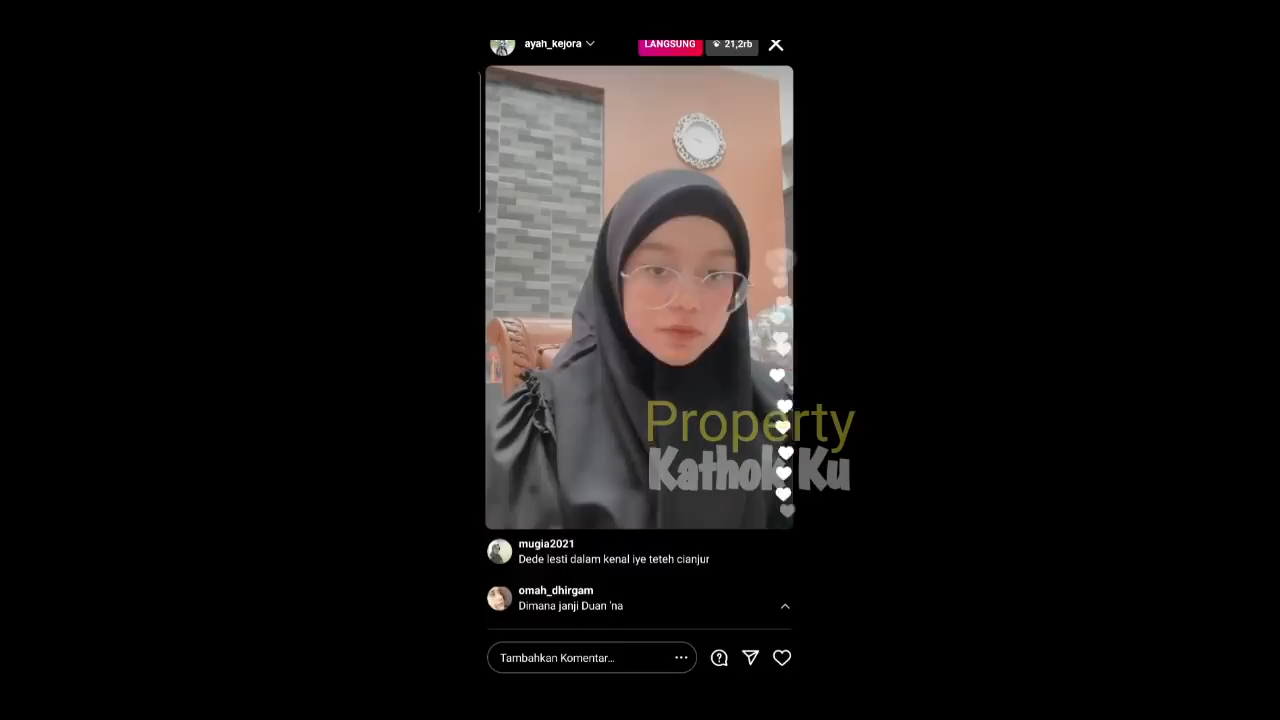 ayah_kejora
LANGSUNG
21,2rb
Property
Kathok Ku
mugia2021
Dede lesti dalam kenal iye teteh cianjur
omah_dhirgam
Dimana janji Duan 'na
Tambahkan Komentar...